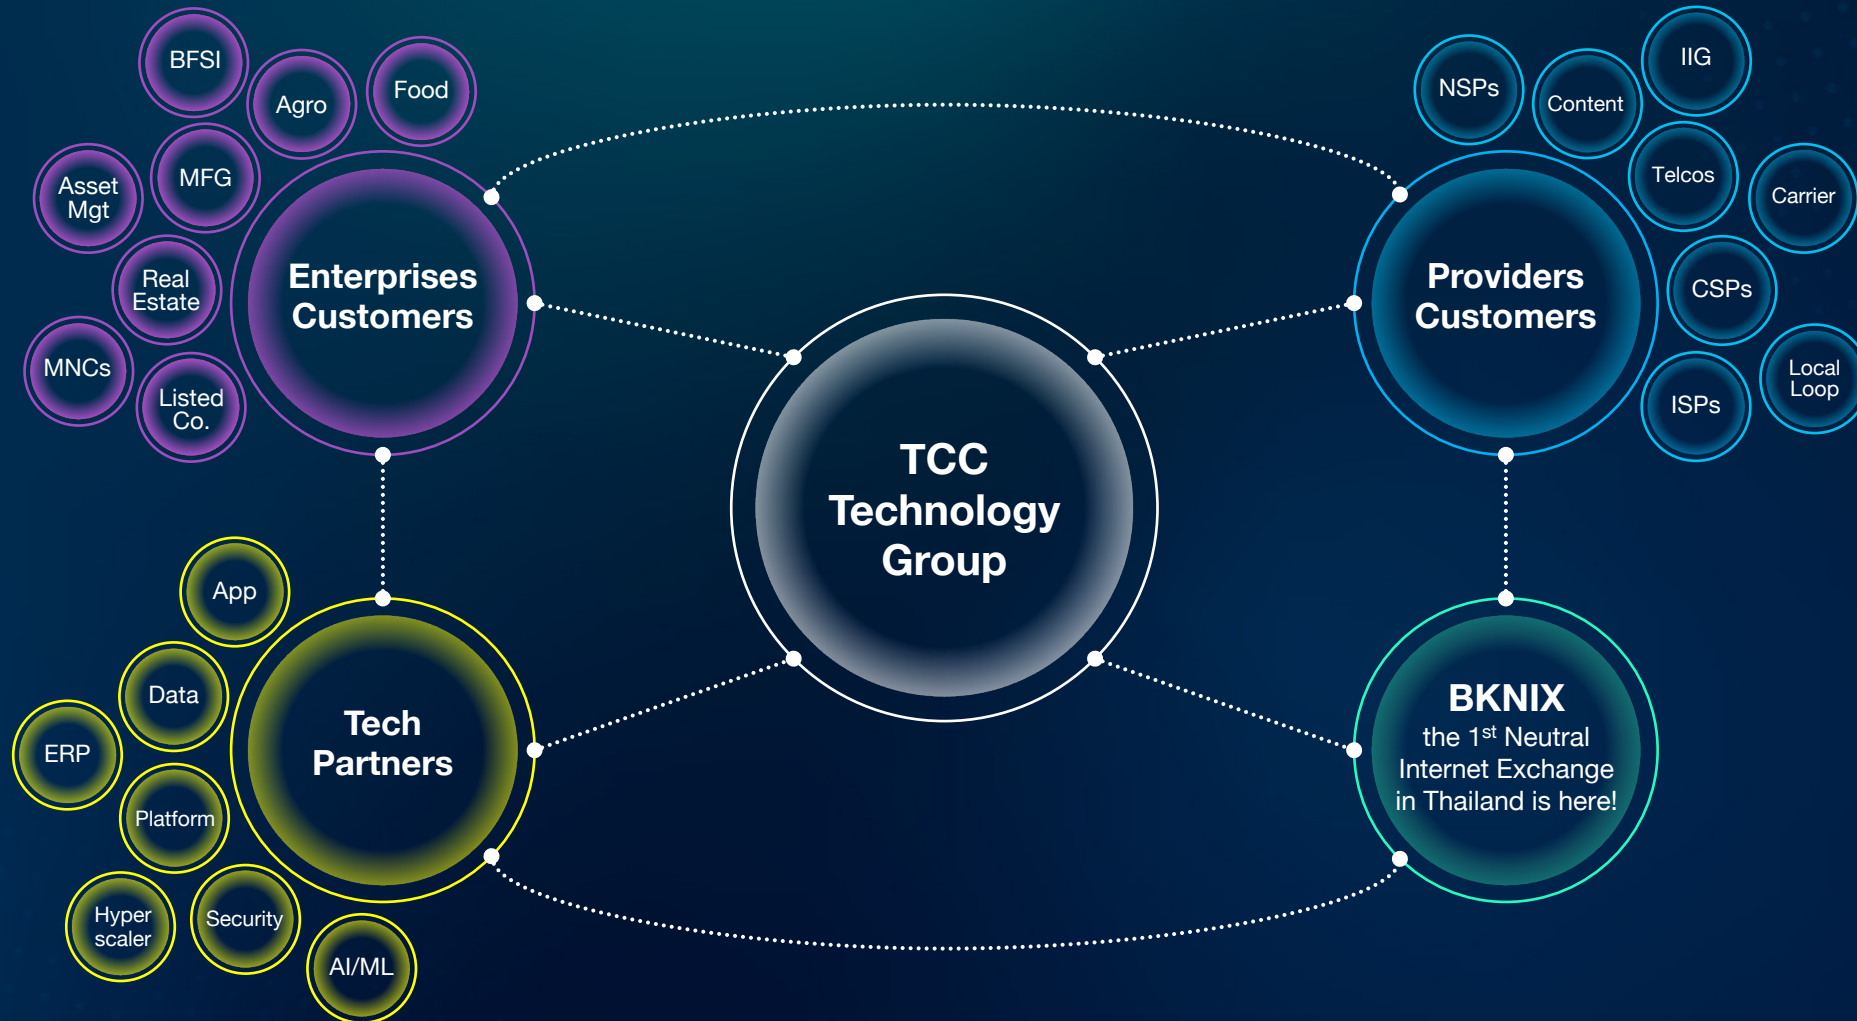 BFSI
Agro
Food
MFG
Asset
Mgt
Real
Estate
MNCs
Listed
Co.
Enterprises
Customers
NSPs
Content
IIG
Telcos
Carrier
CSPs
Local
Loop
ISPs
Providers
Customers
TCC
Technology
Group
App
Data
ERP
Platform
Hyper
scaler
Security
AI/ML
Tech
Partners
BKNIX
the 1st Neutral
Internet Exchange
in Thailand is here!